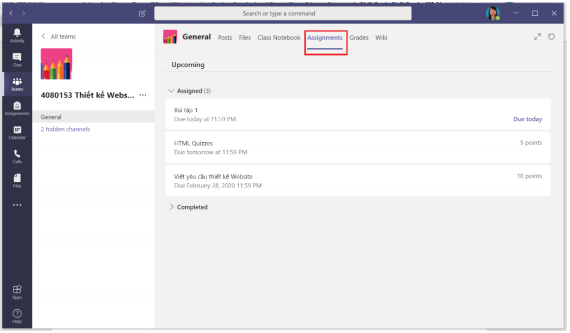 Search or type a command
Activity
Chat
Teams
Assignments
Calendar
Calls
Files
Apps
Help
All teams
4080153 Thiết kế Webs... ...
General
2 hidden channels
General Posts Files Class Notebook Assignments Grades Wiki
Upcoming
Assigned (3)
Bài tập 1
Due today at 11:59 PM Due today
HTML Quizzes 5 points
Due tomorrow at 11:59 PM
Viết yêu cầu thiết kế Website 10 points
Due February 28, 2020 11:59 PM
Completed